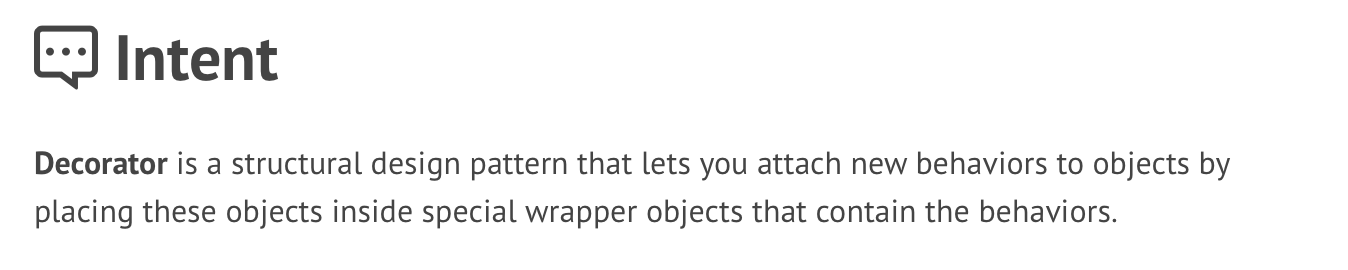 Intent
Decorator is a structural design pattern that lets you attach new behaviors to objects by
placing these objects inside special wrapper objects that contain the behaviors.